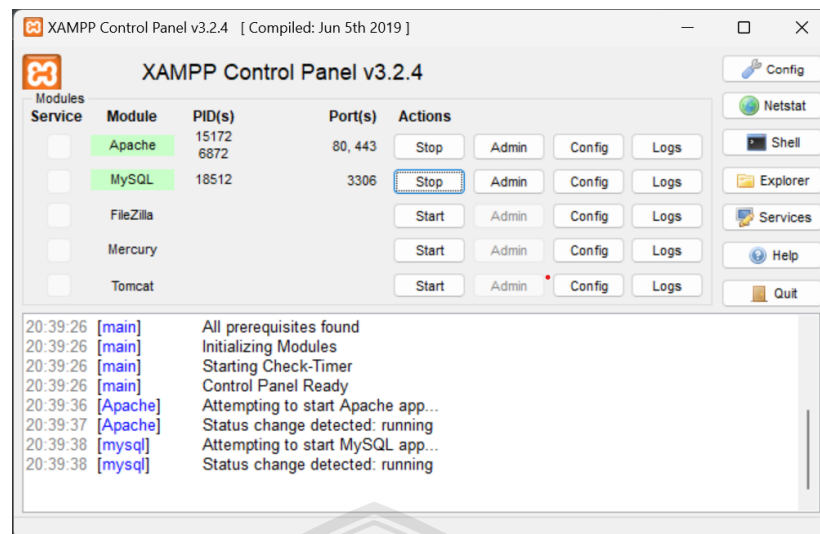 XAMPP Control Panel v3.2.4 [ Compiled: Jun 5th 2019 ]
XAMPP Control Panel v3.2.4
Config
Modules
Service Module PID(s) Port(s) Actions
Netstat
Apache 15172 6872 80, 443 Stop Admin Config Logs
Shell
MySQL 18512 3306 Stop Admin Config Logs
Explorer
FileZilla Start Admin Config Logs
Services
Mercury Start Admin Config Logs
Help
Tomcat Start Admin Config Logs
Quit
20:39:26 [main] All prerequisites found
20:39:26 [main] Initializing Modules
20:39:26 [main] Starting Check-Timer
20:39:26 [main] Control Panel Ready
20:39:36 [Apache] Attempting to start Apache app...
20:39:37 [Apache] Status change detected: running
20:39:38 [mysql] Attempting to start MySQL app...
20:39:38 [mysql] Status change detected: running